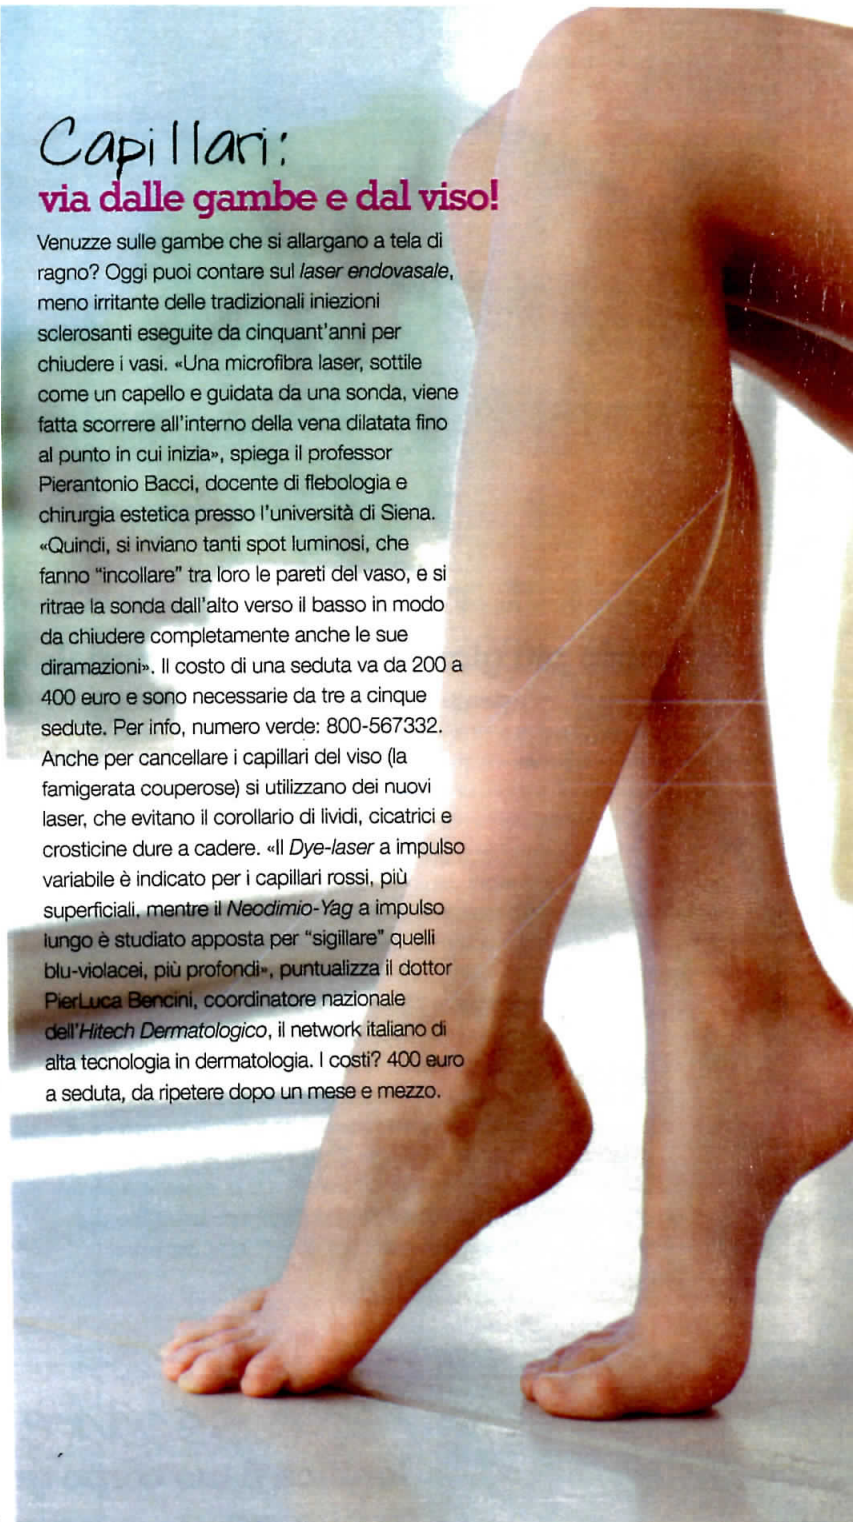 Capillari:
via dalle gambe e dal viso!
Venuzze sulle gambe che si allargano a tela di
ragno? Oggi puoi contare sul laser endovasale,
meno irritante delle tradizionali iniezioni
sclerosanti eseguite da cinquant'anni per
chiudere i vasi. «Una microfibra laser, sottile
come un capello e guidata da una sonda, viene
fatta scorrere all'interno della vena dilatata fino
al punto in cui inizia», spiega il professor
Pierantonio Bacci, docente di flebologia e
chirurgia estetica presso l'università di Siena.
«Quindi, si inviano tanti spot luminosi, che
fanno "incollare" tra loro le pareti del vaso, e si
ritrae la sonda dall'alto verso il basso in modo
da chiudere completamente anche le sue
diramazioni». Il costo di una seduta va da 200 a
400 euro e sono necessarie da tre a cinque
sedute. Per info, numero verde: 800-567332.
Anche per cancellare i capillari del viso (la
famigerata couperose) si utilizzano dei nuovi
laser, che evitano il corollario di lividi, cicatrici e
crosticine dure a cadere. «Il Dye-laser a impulso
variabile è indicato per i capillari rossi, più
superficiali, mentre il Neodimio-Yag a impulso
lungo è studiato apposta per "sigillare" quelli
blu-violacei, più profondi», puntualizza il dottor
PierLuca Bencini, coordinatore nazionale
dell'Hitech Dermatologico, il network italiano di
alta tecnologia in dermatologia. I costi? 400 euro
a seduta, da ripetere dopo un mese e mezzo.